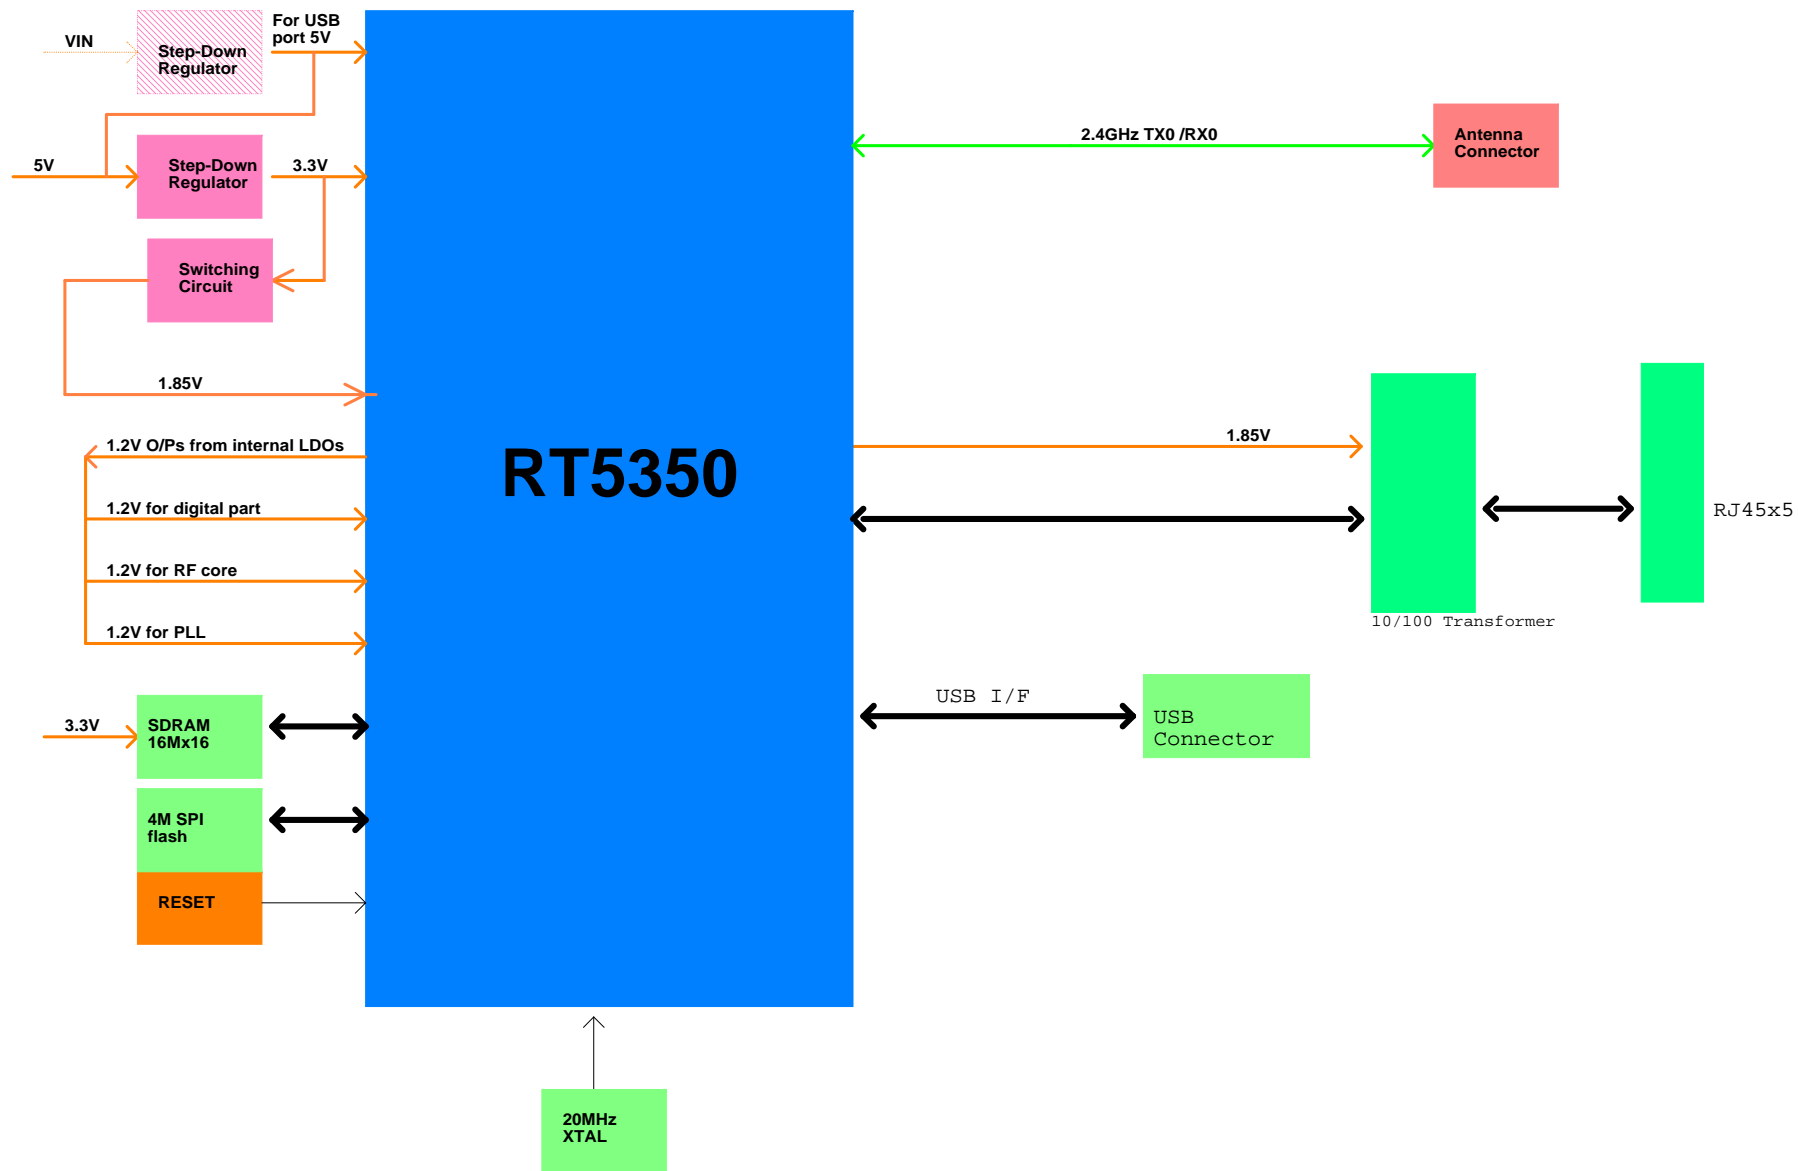 VIN
Step-Down
Regulator
For USB
port 5V
5V
Step-Down
Regulator
3.3V
Switching
Circuit
1.85V
1.2V O/Ps from internal LDOs
1.2V for digital part
1.2V for RF core
1.2V for PLL
3.3V
SDRAM
16Mx16
4M SPI
flash
RESET
RT5350
20MHz
XTAL
2.4GHz TX0 /RX0
Antenna
Connector
1.85V
10/100 Transformer
RJ45x5
USB I/F
USB
Connector